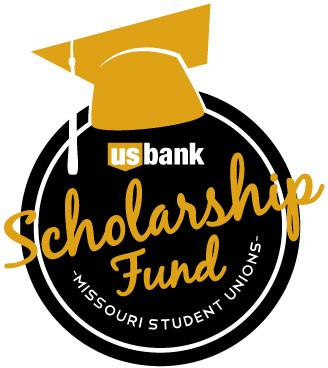 usbank
Scholarship
Fund
-MISSOURI STUDENT UNIONS-